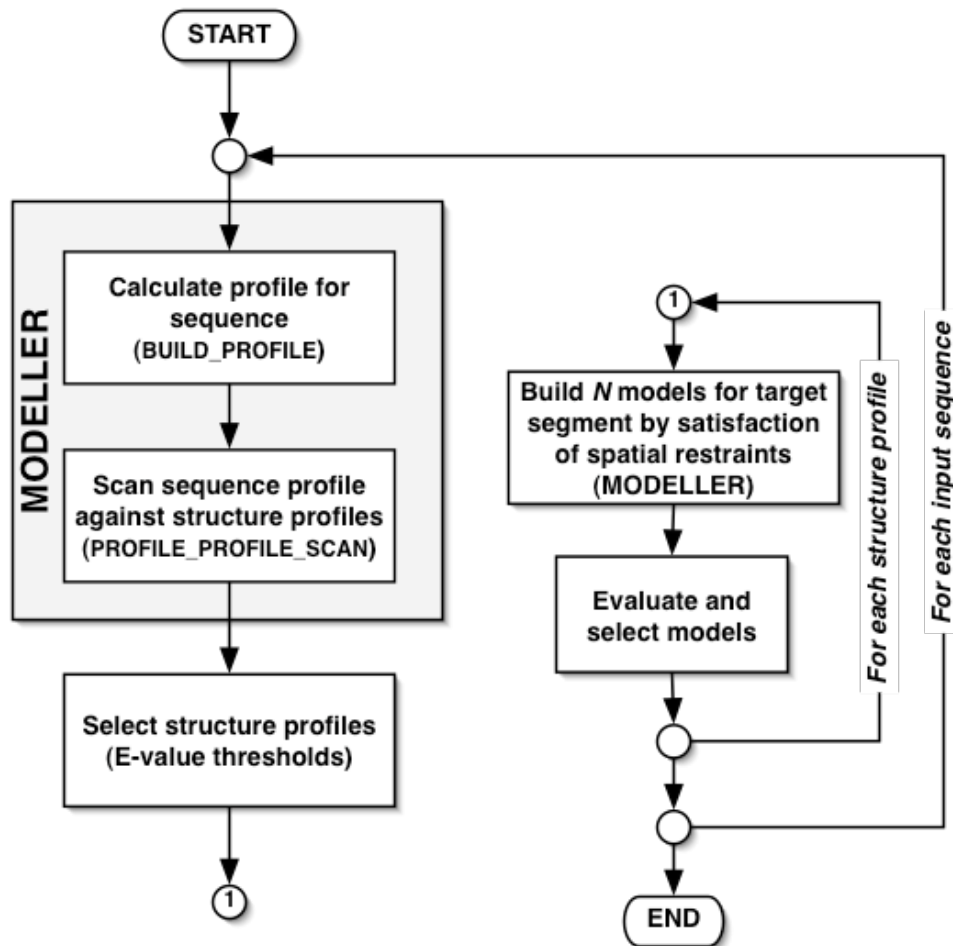 START
MODELLER
Calculate profile for
sequence
(BUILD_PROFILE)
Scan sequence profile
against structure profiles
(PROFILE_PROFILE_SCAN)
Select structure profiles
(E-value thresholds)
1
1
Build N models for target
segment by satisfaction
of spatial restraints
(MODELLER)
Evaluate and
select models
For each structure profile
For each input sequence
END